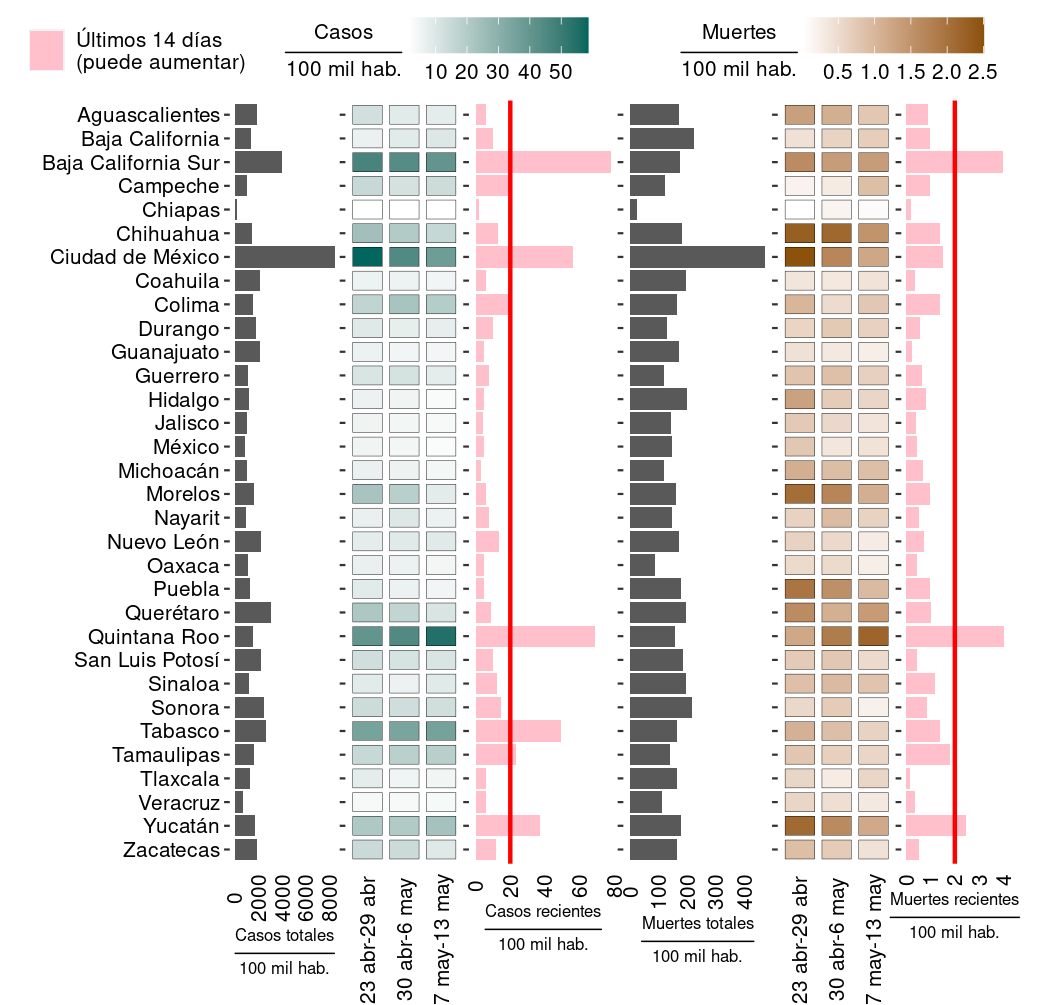 Últimos 14 días
(puede aumentar)
Casos
100 mil hab.
10 20 30 40 50
Muertes
100 mil hab.
0.5 1.0 1.5 2.0 2.5
Aguascalientes
Baja California
Baja California Sur
Campeche
Chiapas
Chihuahua
Ciudad de México
Coahuila
Colima
Durango
Guanajuato
Guerrero
Hidalgo
Jalisco
México
Michoacán
Morelos
Nayarit
Nuevo León
Oaxaca
Puebla
Querétaro
Quintana Roo
San Luis Potosí
Sinaloa
Sonora
Tabasco
Tamaulipas
Tlaxcala
Veracruz
Yucatán
Zacatecas
0 2000 4000 6000 8000
Casos totales
100 mil hab.
23 abr-29 abr
30 abr-6 may
7 may-13 may
0 20 40 60 80
Casos recientes
100 mil hab.
0 100 200 300 400
Muertes totales
100 mil hab.
23 abr-29 abr
30 abr-6 may
7 may-13 may
0 1 2 3 4
Muertes recientes
100 mil hab.